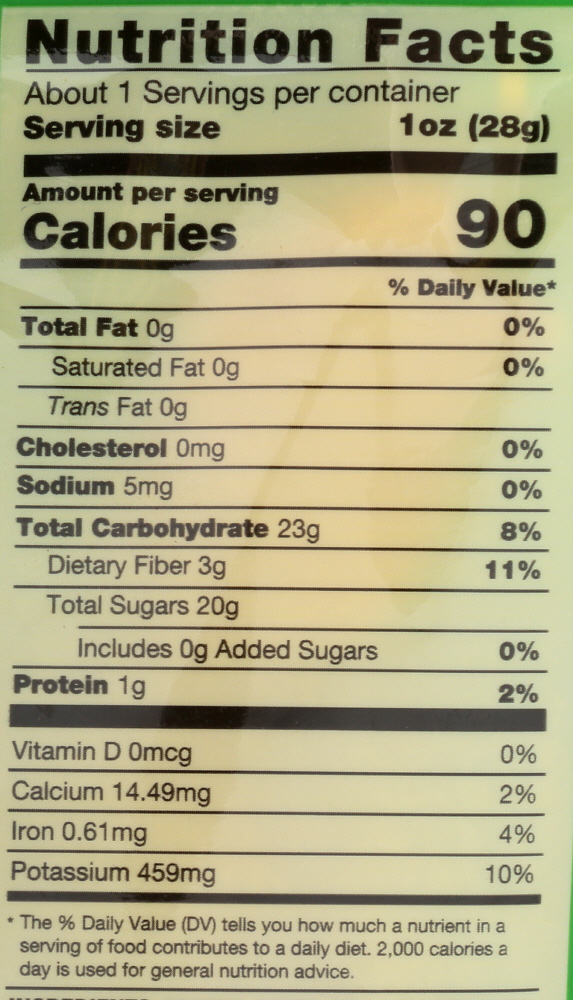 Nutrition Facts
About 1 Servings per container
Serving size 1oz (28g)
Amount per serving
Calories 90
% Daily Value*
Total Fat 0g 0%
Saturated Fat 0g 0%
Trans Fat 0g
Cholesterol 0mg 0%
Sodium 5mg 0%
Total Carbohydrate 23g 8%
Dietary Fiber 3g 11%
Total Sugars 20g
Includes 0g Added Sugars 0%
Protein 1g 2%
Vitamin D 0mcg 0%
Calcium 14.49mg 2%
Iron 0.61mg 4%
Potassium 459mg 10%
* The % Daily Value (DV) tells you how much a nutrient in a
serving of food contributes to a daily diet. 2,000 calories a
day is used for general nutrition advice.